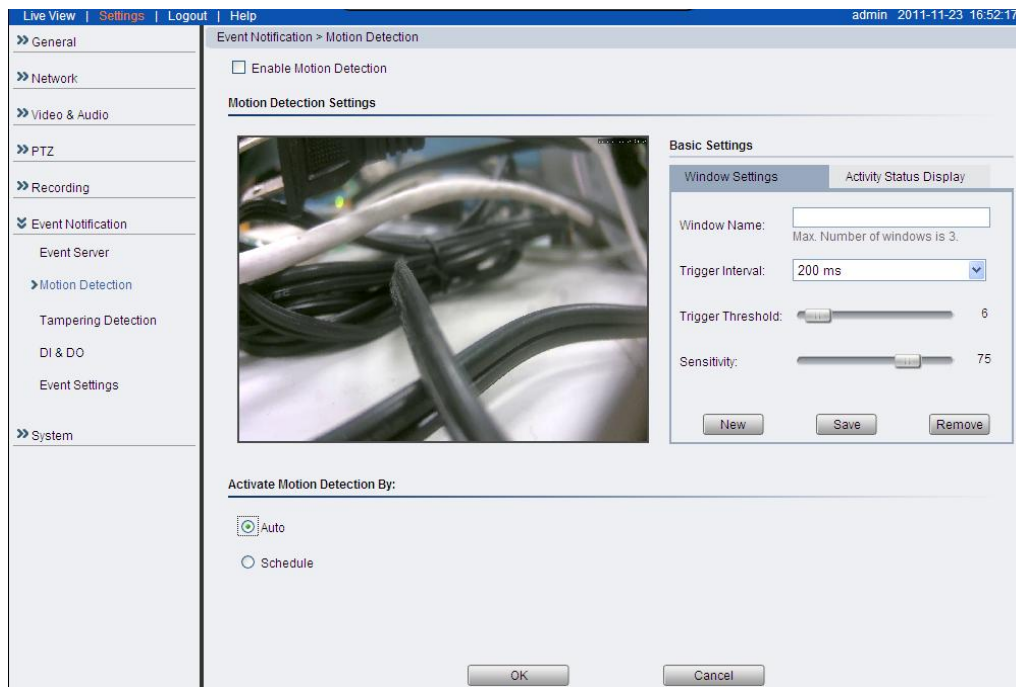 Live View | Settings | Logout | Help
admin 2011-11-23 16:52:17
General
Network
Video & Audio
PTZ
Recording
Event Notification
Event Server
Motion Detection
Tampering Detection
DI & DO
Event Settings
System
Event Notification > Motion Detection
Enable Motion Detection
Motion Detection Settings
Basic Settings
Window Settings
Activity Status Display
Window Name:
Max. Number of windows is 3.
Trigger Interval: 200 ms
Trigger Threshold: 6
Sensitivity: 75
New Save Remove
Activate Motion Detection By:
Auto
Schedule
OK Cancel